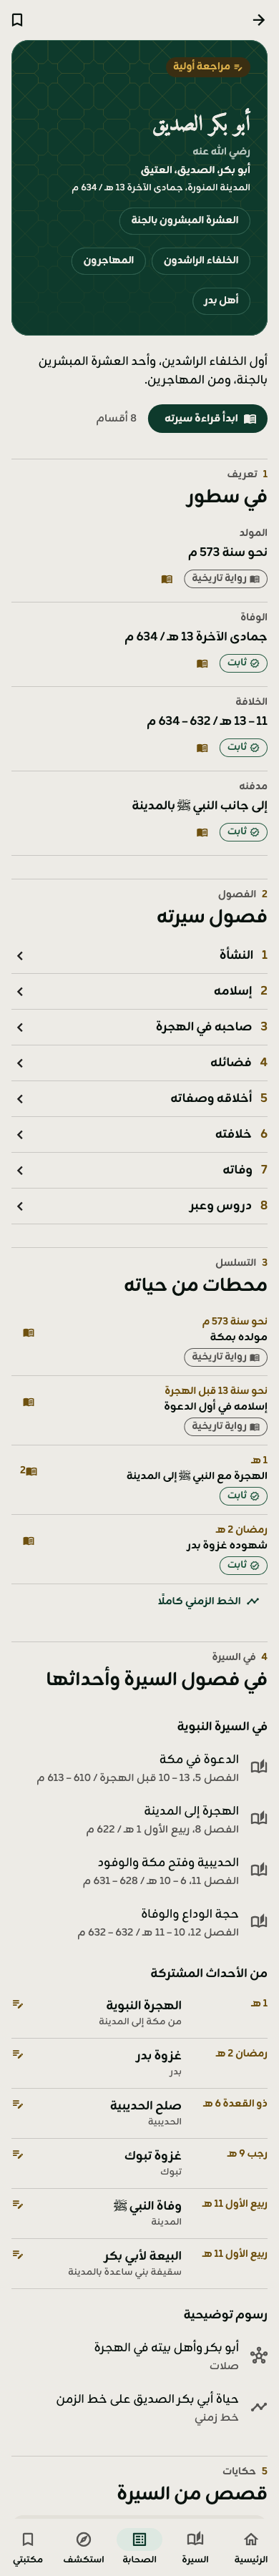 مراجعة أولية
أبو بكر الصديق
رضي الله عنه
أبو بكر، الصديق، العتيق
المدينة المنورة، جمادى الآخرة 13 هـ / 634 م
العشرة المبشرون بالجنة
الخلفاء الراشدون
المهاجرون
أهل بدر
أول الخلفاء الراشدين، وأحد العشرة المبشرين
بالجنة، ومن المهاجرين.
ابدأ قراءة سيرته
8 أقسام
1 تعريف
في سطور
المولد
نحو سنة 573 م
رواية تاريخية
الوفاة
جمادى الآخرة 13 هـ / 634 م
ثابت
الخلافة
11 – 13 هـ / 632 – 634 م
ثابت
مدفنه
إلى جانب النبي ﷺ بالمدينة
ثابت
2 الفصول
فصول سيرته
1 النشأة
2 إسلامه
3 صاحبه في الهجرة
4 فضائله
5 أخلاقه وصفاته
6 خلافته
7 وفاته
8 دروس وعبر
3 التسلسل
محطات من حياته
نحو سنة 573 م
مولده بمكة
رواية تاريخية
نحو سنة 13 قبل الهجرة
إسلامه في أول الدعوة
رواية تاريخية
1 هـ
الهجرة مع النبي ﷺ إلى المدينة
2
ثابت
رمضان 2 هـ
شهوده غزوة بدر
ثابت
الخط الزمني كاملًا
4 في السيرة
في فصول السيرة وأحداثها
في السيرة النبوية
الدعوة في مكة
الفصل 5، 13 – 10 قبل الهجرة / 610 – 613 م
الهجرة إلى المدينة
الفصل 8، ربيع الأول 1 هـ / 622 م
الحديبية وفتح مكة والوفود
الفصل 11، 6 – 10 هـ / 628 – 631 م
حجة الوداع والوفاة
الفصل 12، 10 – 11 هـ / 632 – 632 م
من الأحداث المشتركة
1 هـ
الهجرة النبوية
من مكة إلى المدينة
رمضان 2 هـ
غزوة بدر
بدر
ذو القعدة 6 هـ
صلح الحديبية
الحديبية
رجب 9 هـ
غزوة تبوك
تبوك
ربيع الأول 11 هـ
وفاة النبي ﷺ
المدينة
ربيع الأول 11 هـ
البيعة لأبي بكر
سقيفة بني ساعدة بالمدينة
رسوم توضيحية
أبو بكر وأهل بيته في الهجرة
صلات
حياة أبي بكر الصديق على خط الزمن
خط زمني
5 حكايات
قصص من السيرة
الرئيسية
السيرة
الصحابة
استكشف
مكتبتي